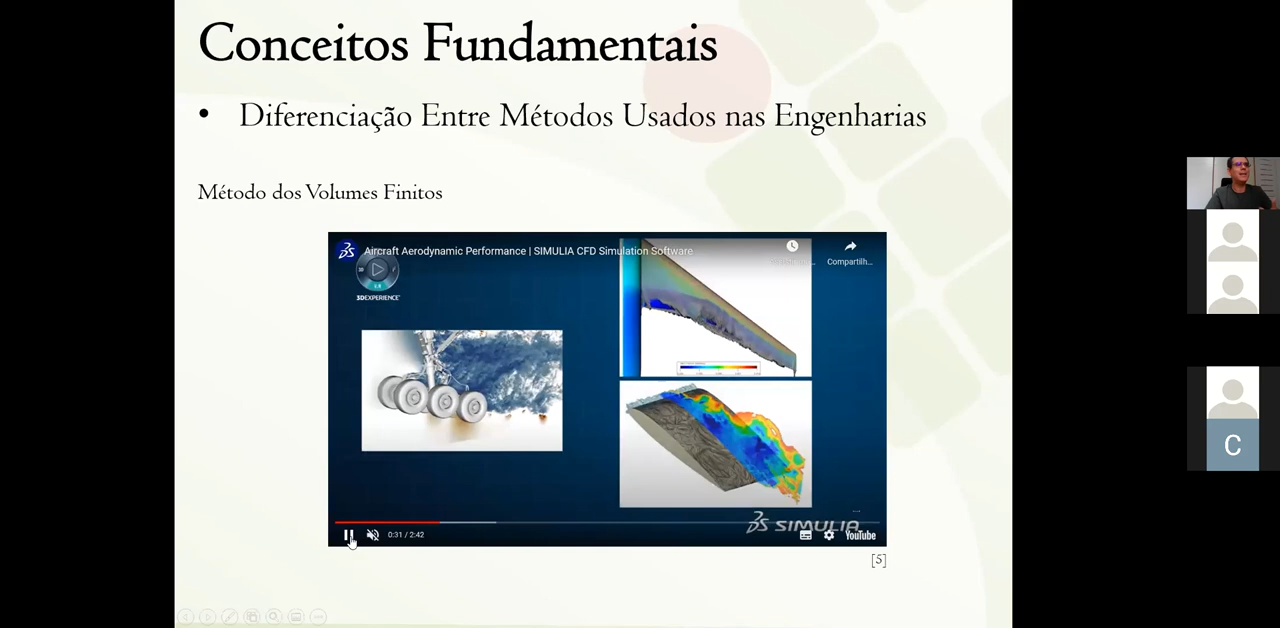 Conceitos Fundamentais
• Diferenciação Entre Métodos Usados nas Engenharias
Método dos Volumes Finitos
Aircraft Aerodynamic Performance | SIMULIA CFD Simulation Software
Compartilh...
3DEXPERIENCE
SIMULIA
0:31 / 2:42
YouTube
[5]
C